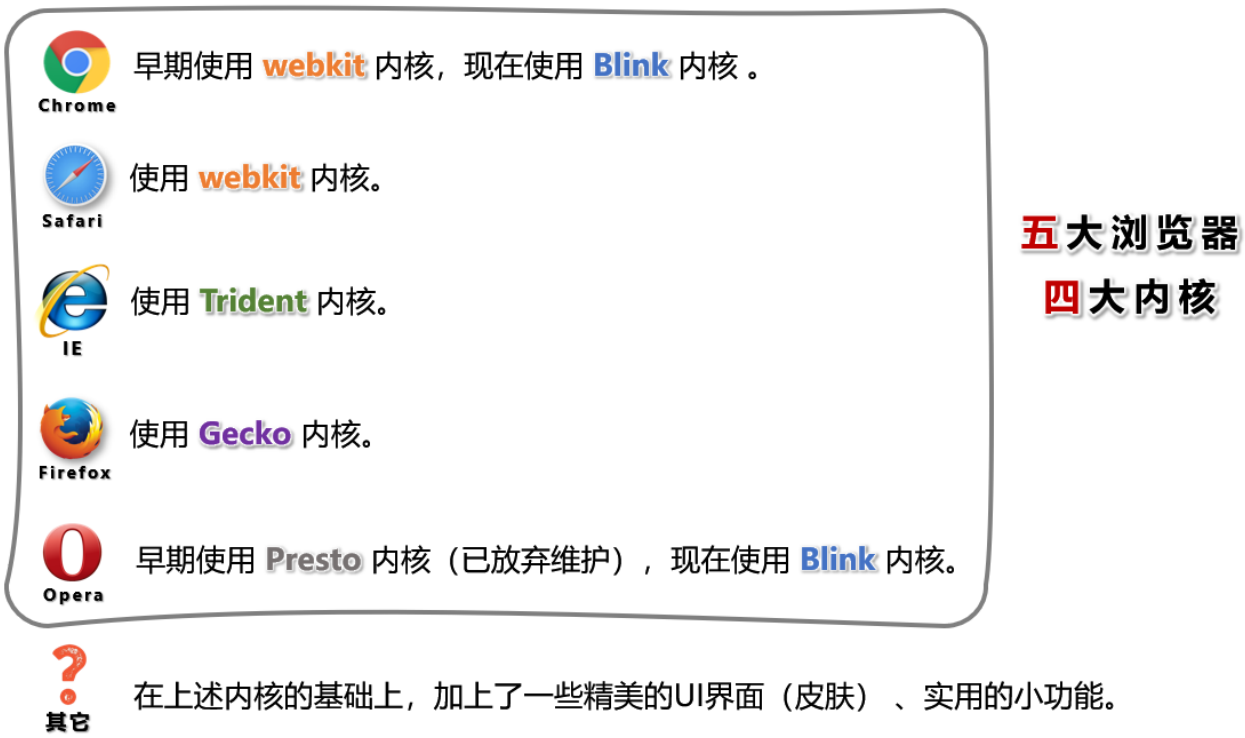 早期使用 webkit 内核，现在使用 Blink 内核 。
Chrome
使用 webkit 内核。
Safari
五大浏览器
四大内核
使用 Trident 内核。
IE
使用 Gecko 内核。
Firefox
早期使用 Presto 内核（已放弃维护），现在使用 Blink 内核。
Opera
?
在上述内核的基础上，加上了一些精美的UI界面（皮肤） 、实用的小功能。
其它